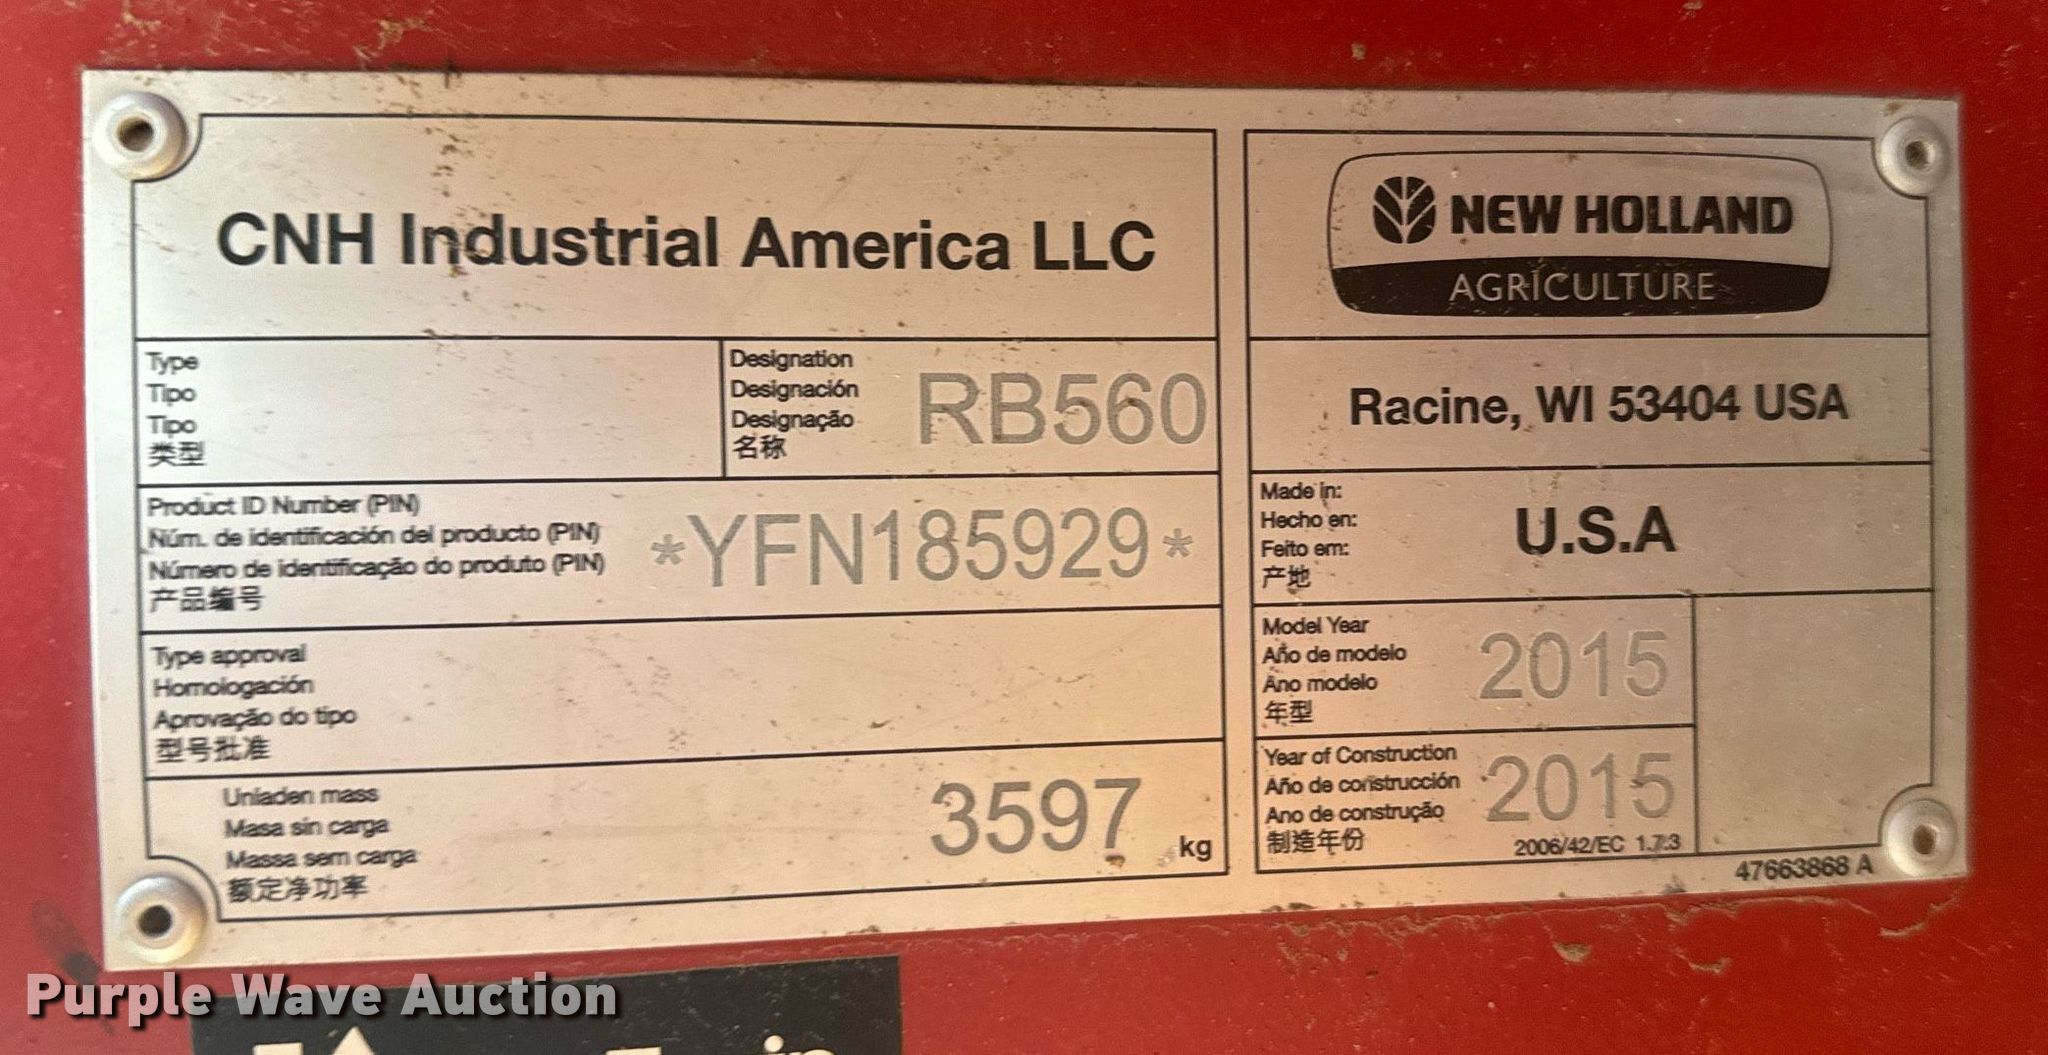 CNH Industrial America LLC
Type
Tipo
Tipo
类型
Designation
Designación
Designação
名称
RB560
Product ID Number (PIN)
Núm. de identificación del producto (PIN)
Número de identificação do produto (PIN)
产品编号
*YFN185929*
Type approval
Homologación
Aprovação do tipo
型号批准
Unladen mass
Masa sin carga
Massa sem carga
额定净功率
3597 kg
NEW HOLLAND
AGRICULTURE
Racine, WI 53404 USA
Made in:
Hecho en:
Feito em:
产地
U.S.A
Model Year
Año de modelo
Ano modelo
年型
2015
Year of Construction
Año de construcción
Ano de construção
制造年份
2015
2006/42/EC 1.7.3
47663868 A
Purple Wave Auction